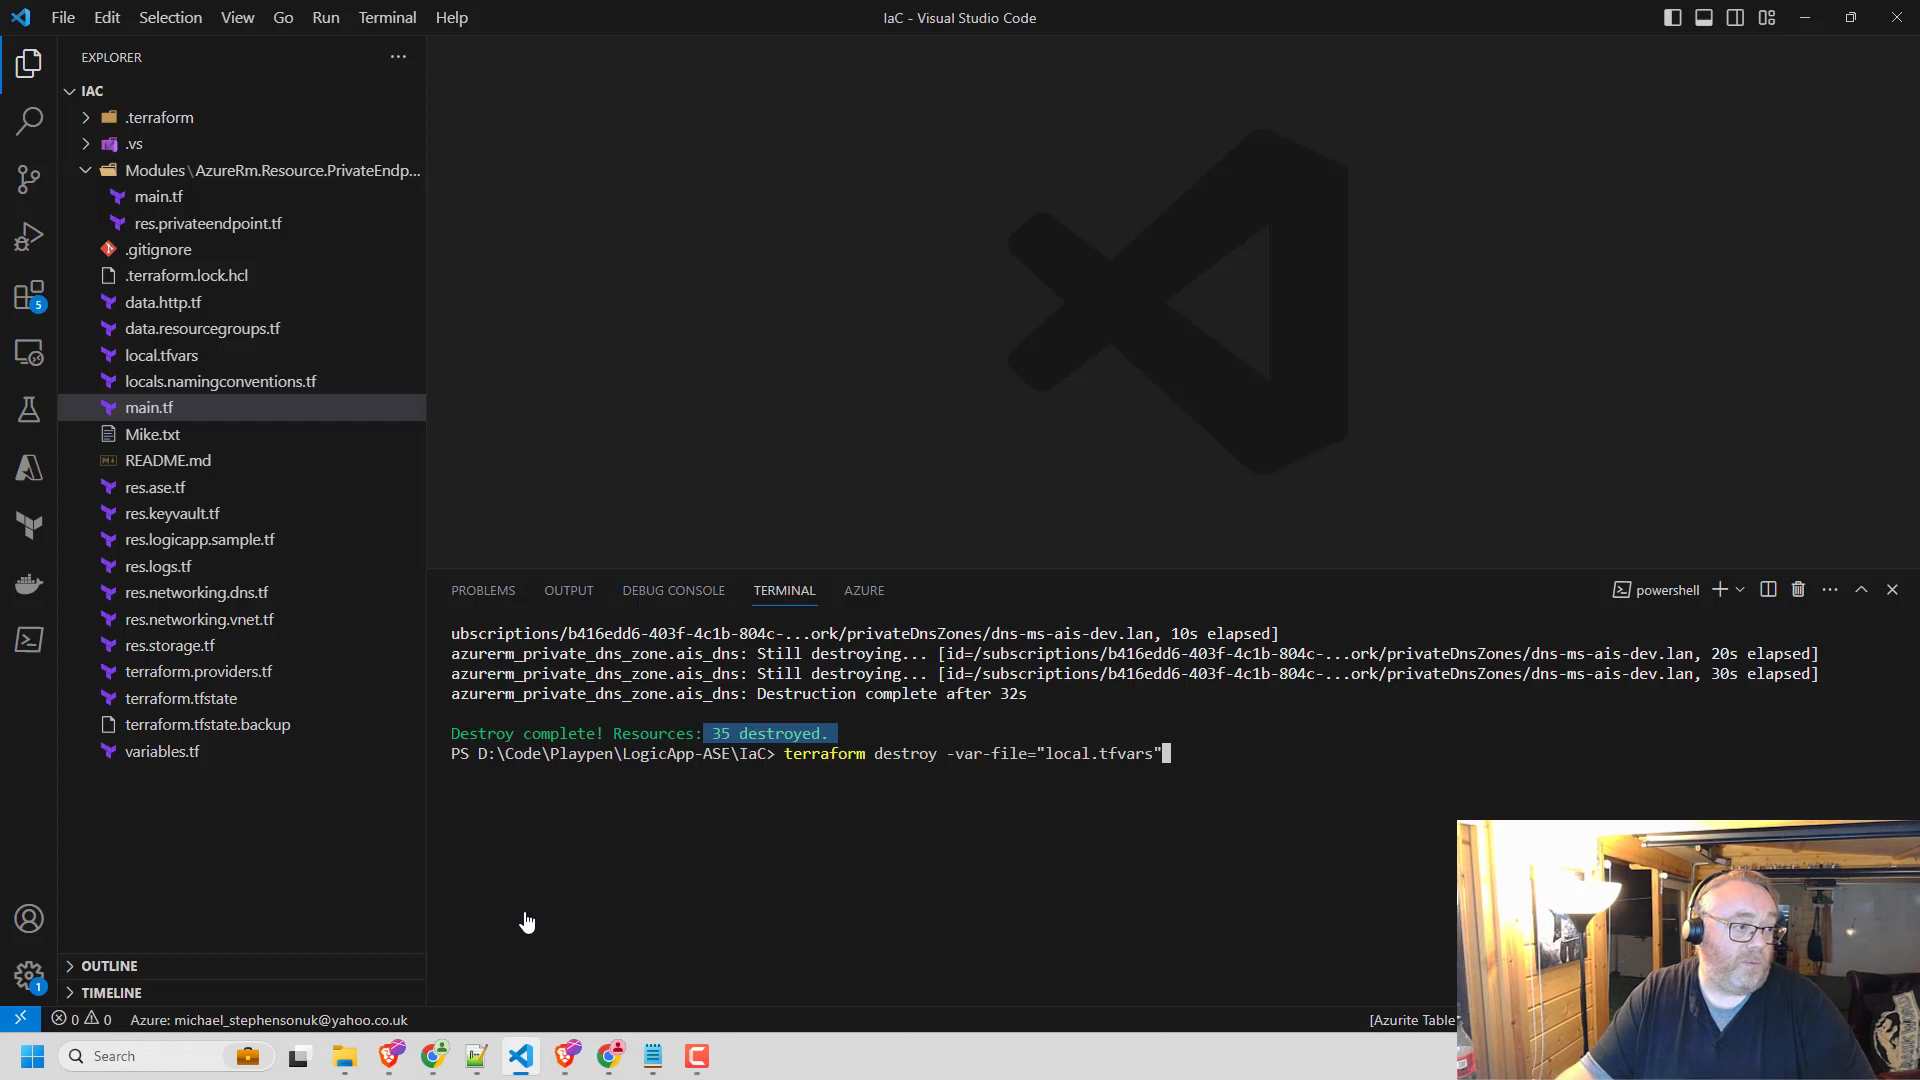 File Edit Selection View Go Run Terminal Help
IaC - Visual Studio Code
EXPLORER
IAC
.terraform
.vs
Modules\AzureRm.Resource.PrivateEndp...
main.tf
res.privateendpoint.tf
.gitignore
.terraform.lock.hcl
data.http.tf
data.resourcegroups.tf
local.tfvars
locals.namingconventions.tf
main.tf
Mike.txt
README.md
res.ase.tf
res.keyvault.tf
res.logicapp.sample.tf
res.logs.tf
res.networking.dns.tf
res.networking.vnet.tf
res.storage.tf
terraform.providers.tf
terraform.tfstate
terraform.tfstate.backup
variables.tf
OUTLINE
TIMELINE
5
1
PROBLEMS OUTPUT DEBUG CONSOLE TERMINAL AZURE
powershell
ubscriptions/b416edd6-403f-4c1b-804c-...ork/privateDnsZones/dns-ms-ais-dev.lan, 10s elapsed]
azurerm_private_dns_zone.ais_dns: Still destroying... [id=/subscriptions/b416edd6-403f-4c1b-804c-...ork/privateDnsZones/dns-ms-ais-dev.lan, 20s elapsed]
azurerm_private_dns_zone.ais_dns: Still destroying... [id=/subscriptions/b416edd6-403f-4c1b-804c-...ork/privateDnsZones/dns-ms-ais-dev.lan, 30s elapsed]
azurerm_private_dns_zone.ais_dns: Destruction complete after 32s
Destroy complete! Resources: 35 destroyed.
PS D:\Code\Playpen\LogicApp-ASE\IaC> terraform destroy -var-file="local.tfvars"
0 0 Azure: michael_stephensonuk@yahoo.co.uk
[Azurite Table
Search